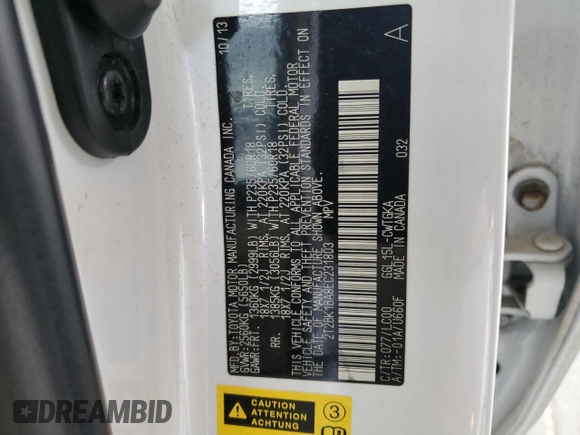 MFD.BY:TOYOTA MOTOR MANUFACTURING CANADA INC. 10/13
GVWR:2560KG(5650LB)
GAWR:FRT. 1360KG(2999LB) WITH P235/60R18 TIRES,
18X7 1/2J RIMS, AT 220KPA(32PSI) COLD.
RR. 1385KG(3056LB) WITH P235/60R18 TIRES,
18X7 1/2J RIMS, AT 220KPA(32PSI) COLD.
THIS VEHICLE CONFORMS TO ALL APPLICABLE FEDERAL MOTOR
VEHICLE SAFETY AND THEFT PREVENTION STANDARDS IN EFFECT ON
THE DATE OF MANUFACTURE SHOWN ABOVE.
2T2BK1BA8EC231803 MPV
A
C/TR:077/LC00 GGL15L-CWTGKA 032
A/TM:-01A/U660F MADE IN CANADA
CAUTION
ATTENTION
ACHTUNG
3
DREAMBID